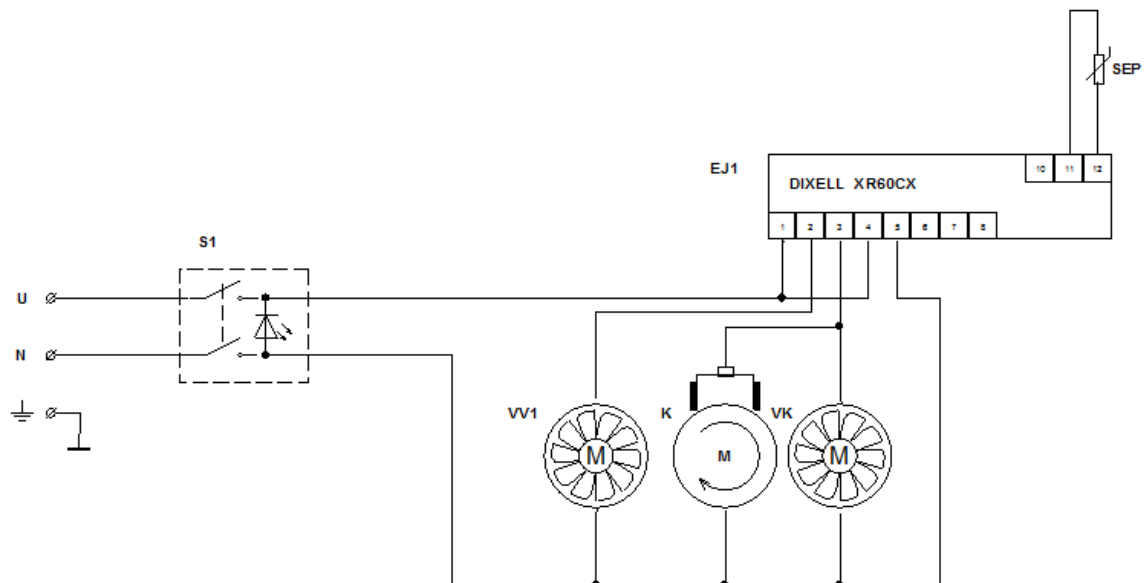 SEP
10 11 12
EJ1
DIXELL XR60CX
1 2 3 4 5 6 7 8
S1
U
N
VV1
K
VK
M
M
M